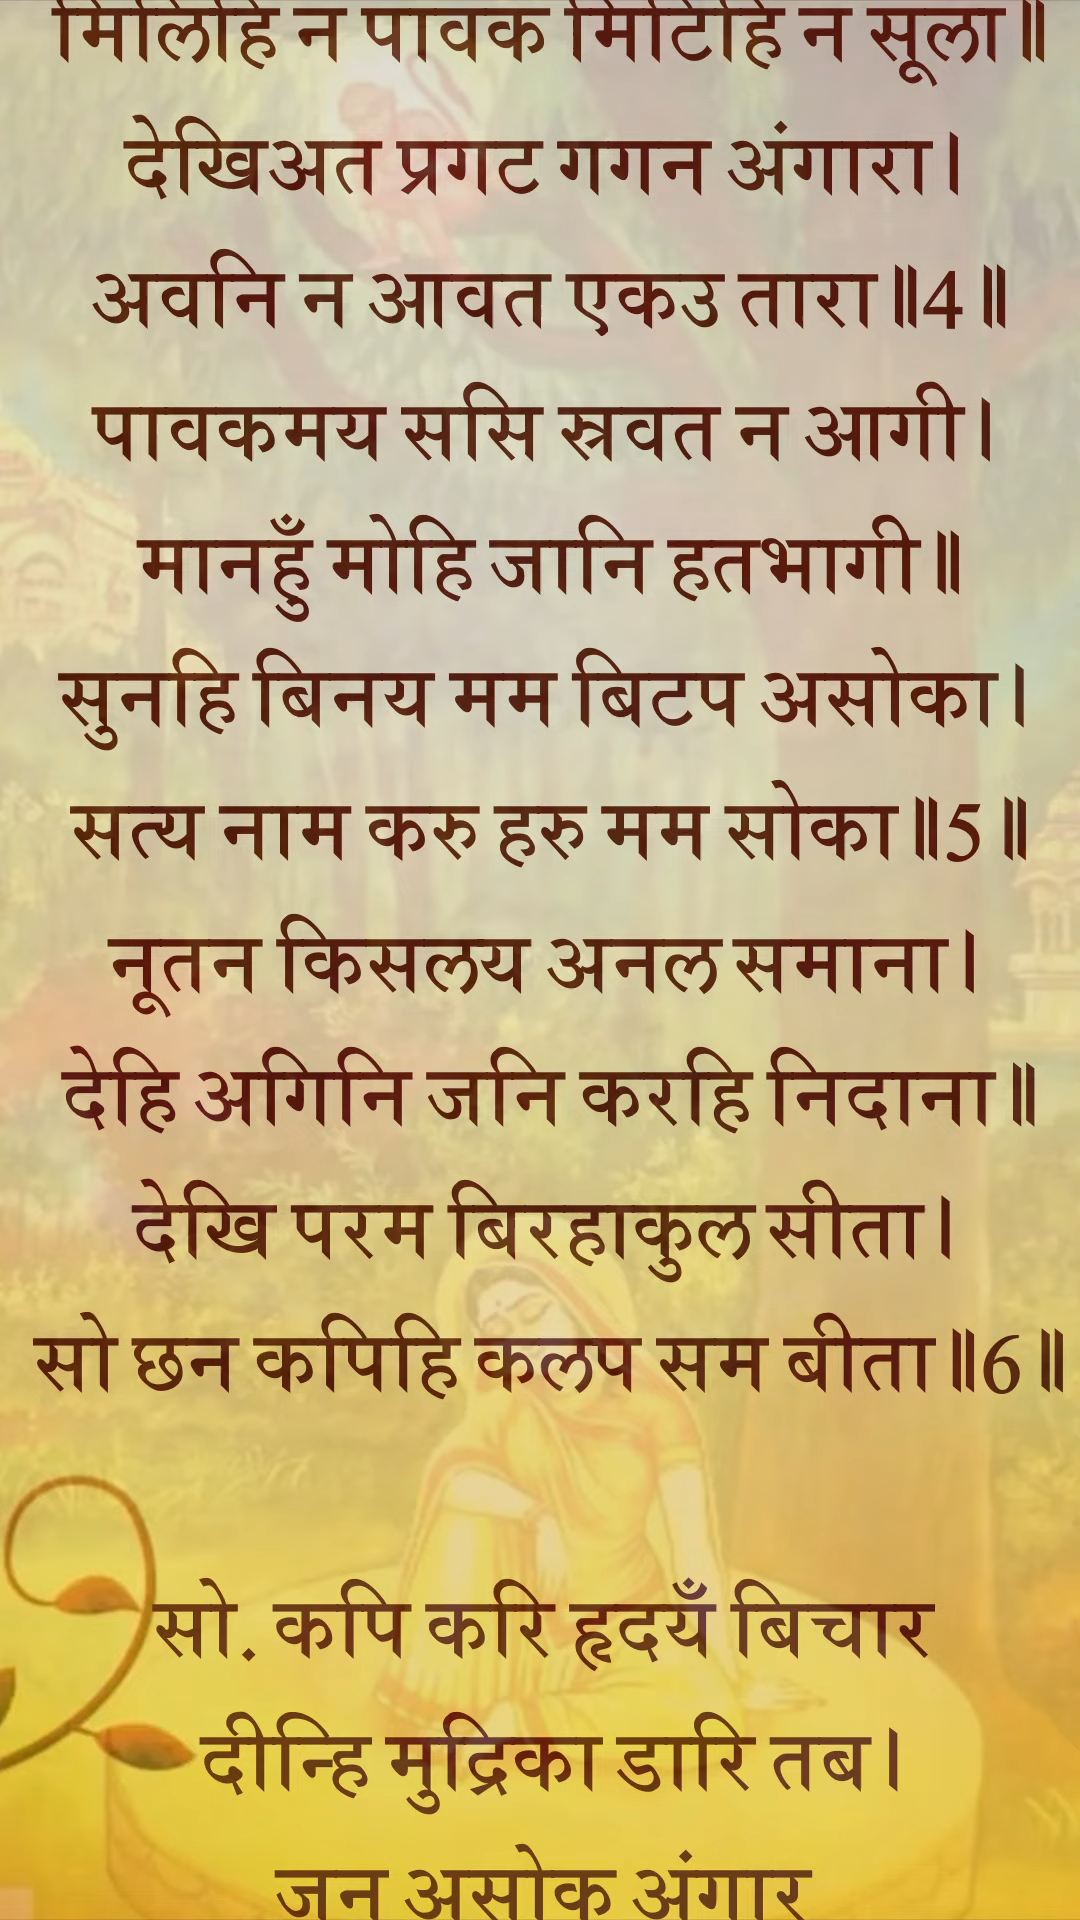 मिलिहि न पावक मिटिहि न सूला॥
देखिअत प्रगट गगन अंगारा।
अवनि न आवत एकउ तारा॥4॥
पावकमय ससि स्रवत न आगी।
मानहुँ मोहि जानि हतभागी॥
सुनहि बिनय मम बिटप असोका।
सत्य नाम करु हरु मम सोका॥5॥
नूतन किसलय अनल समाना।
देहि अगिनि जनि करहि निदाना॥
देखि परम बिरहाकुल सीता।
सो छन कपिहि कलप सम बीता॥6॥
सो. कपि करि हृदयँ बिचार
दीन्हि मुद्रिका डारि तब।
जन असोक अंगार